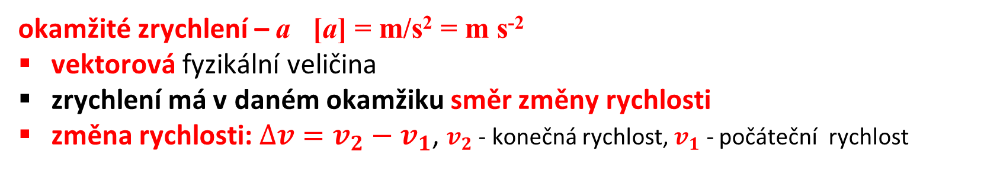 okamžité zrychlení – a [a] = m/s² = m s⁻²
▪ vektorová fyzikální veličina
▪ zrychlení má v daném okamžiku směr změny rychlosti
▪ změna rychlosti: Δv = v₂ − v₁, v₂ - konečná rychlost, v₁ - počáteční rychlost